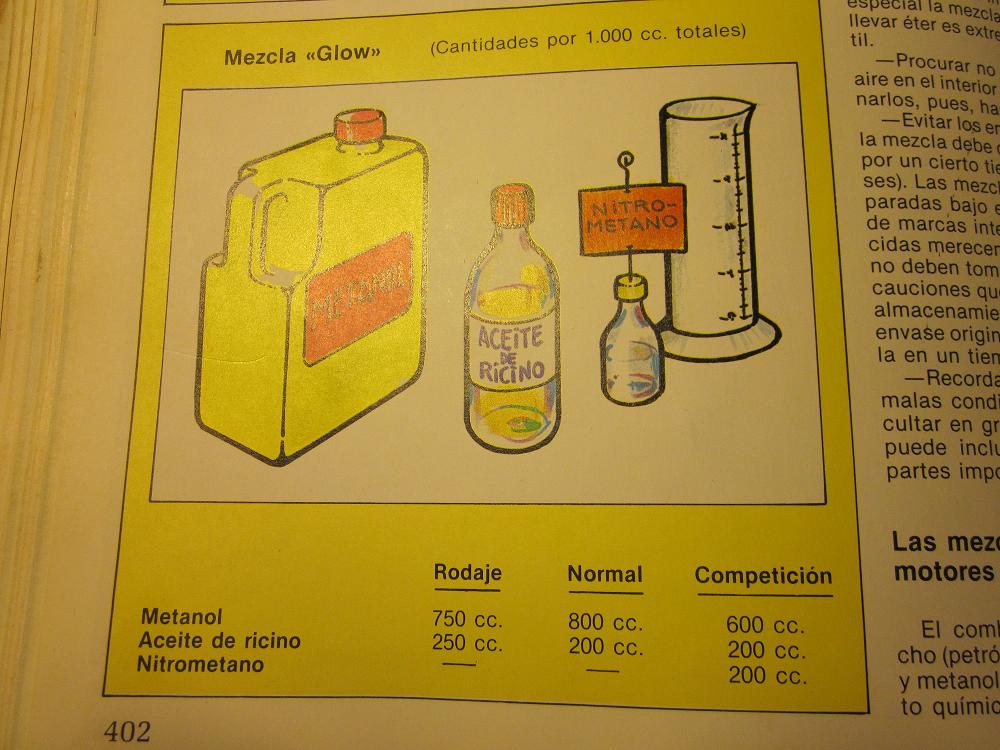 Mezcla «Glow» (Cantidades por 1.000 cc. totales)
METANOL
ACEITE
DE
RICINO
NITRO-
METANO
Rodaje Normal Competición
Metanol 750 cc. 800 cc. 600 cc.
Aceite de ricino 250 cc. 200 cc. 200 cc.
Nitrometano — — 200 cc.
402
especial la mezcla
llevar éter es extre
til.
—Procurar no
aire en el interior
narlos, pues, ha
—Evitar los en
la mezcla debe
por un cierto tie
ses). Las mezc
paradas bajo e
de marcas inte
cidas merecen
no deben tom
cauciones que
almacenamie
envase origin
la en un tien
—Recorda
malas condi
cultar en gr
puede inclu
partes impo
Las mezc
motores
El comb
cho (petró
y metanol
to químic